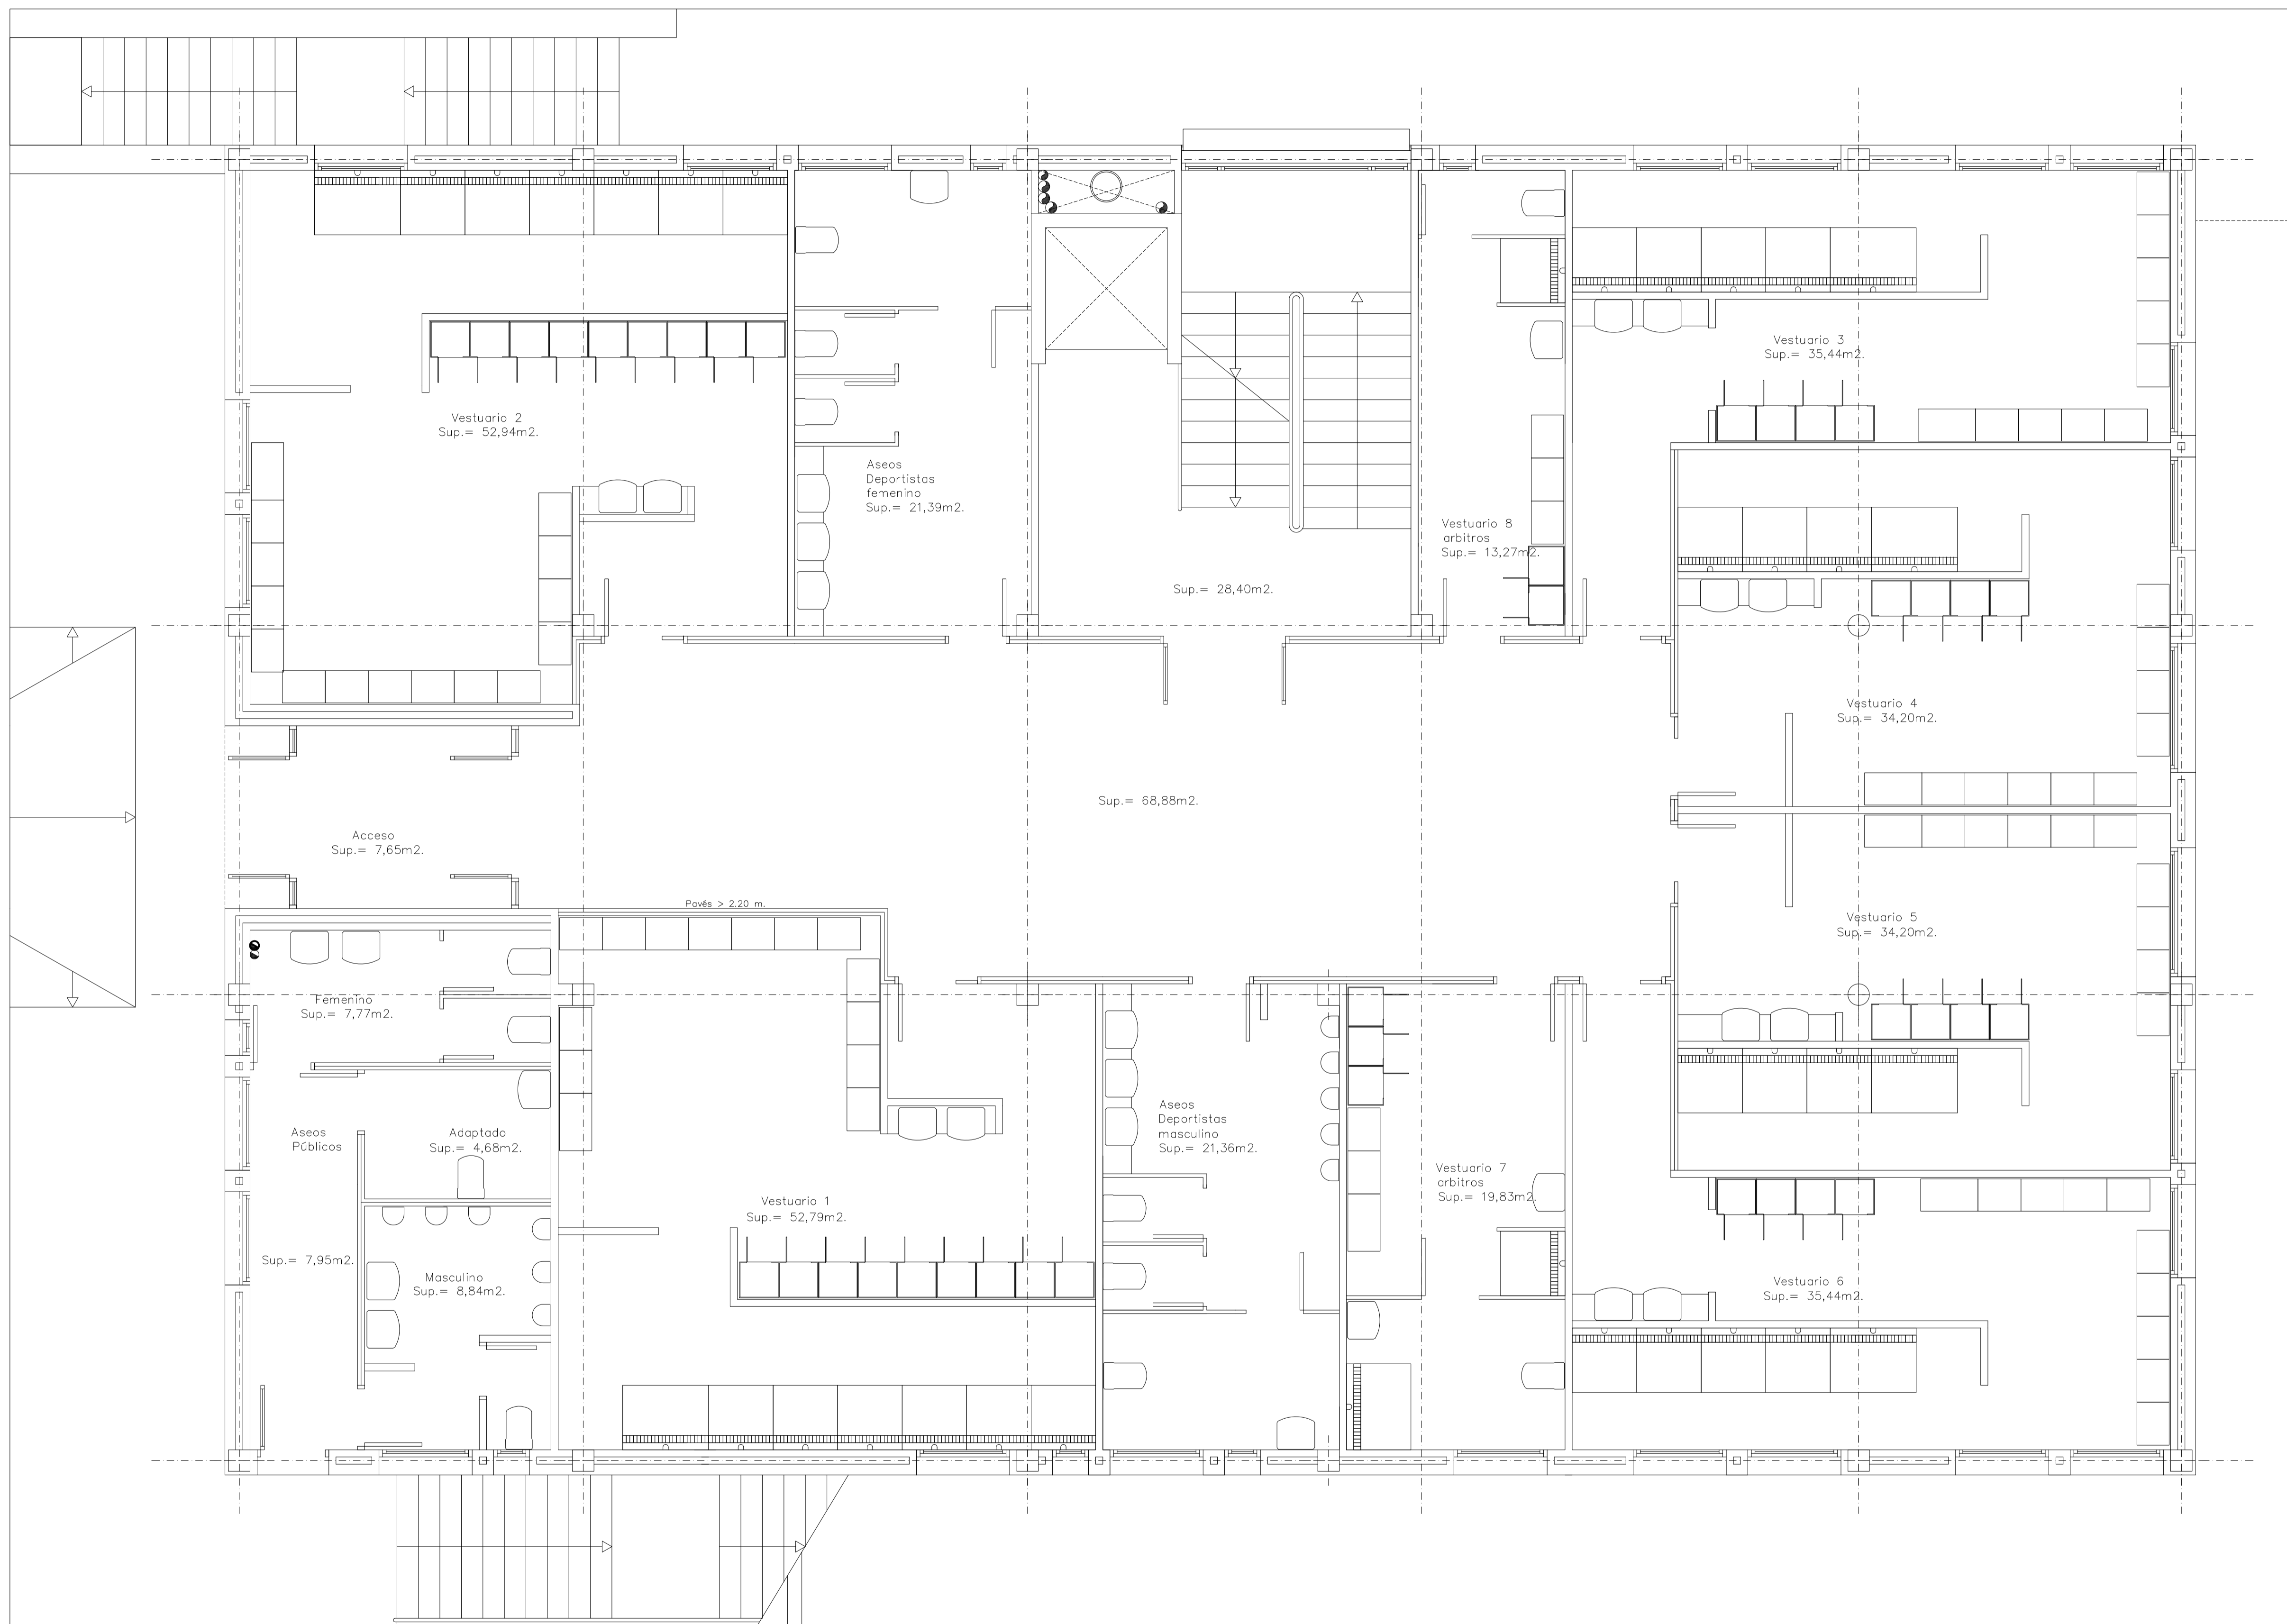 Vestuario 3
Sup.= 35,44m2.
Vestuario 2
Sup.= 52,94m2.
Aseos
Deportistas
femenino
Sup.= 21,39m2.
Vestuario 8
arbitros
Sup.= 13,27m2.
Sup.= 28,40m2.
Vestuario 4
Sup.= 34,20m2.
Sup.= 68,88m2.
Acceso
Sup.= 7,65m2.
Pavés > 2.20 m.
Vestuario 5
Sup.= 34,20m2.
Femenino
Sup.= 7,77m2.
Aseos
Públicos
Adaptado
Sup.= 4,68m2.
Aseos
Deportistas
masculino
Sup.= 21,36m2.
Vestuario 7
arbitros
Sup.= 19,83m2.
Vestuario 1
Sup.= 52,79m2.
Sup.= 7,95m2.
Masculino
Sup.= 8,84m2.
Vestuario 6
Sup.= 35,44m2.